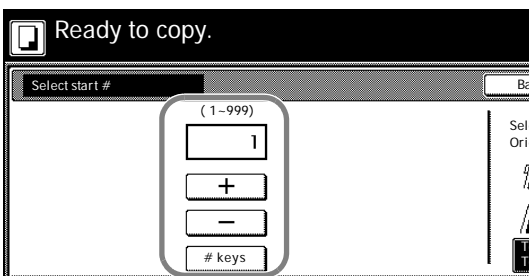 Ready to copy.
Select start #
(1~999)
1
+
−
# keys